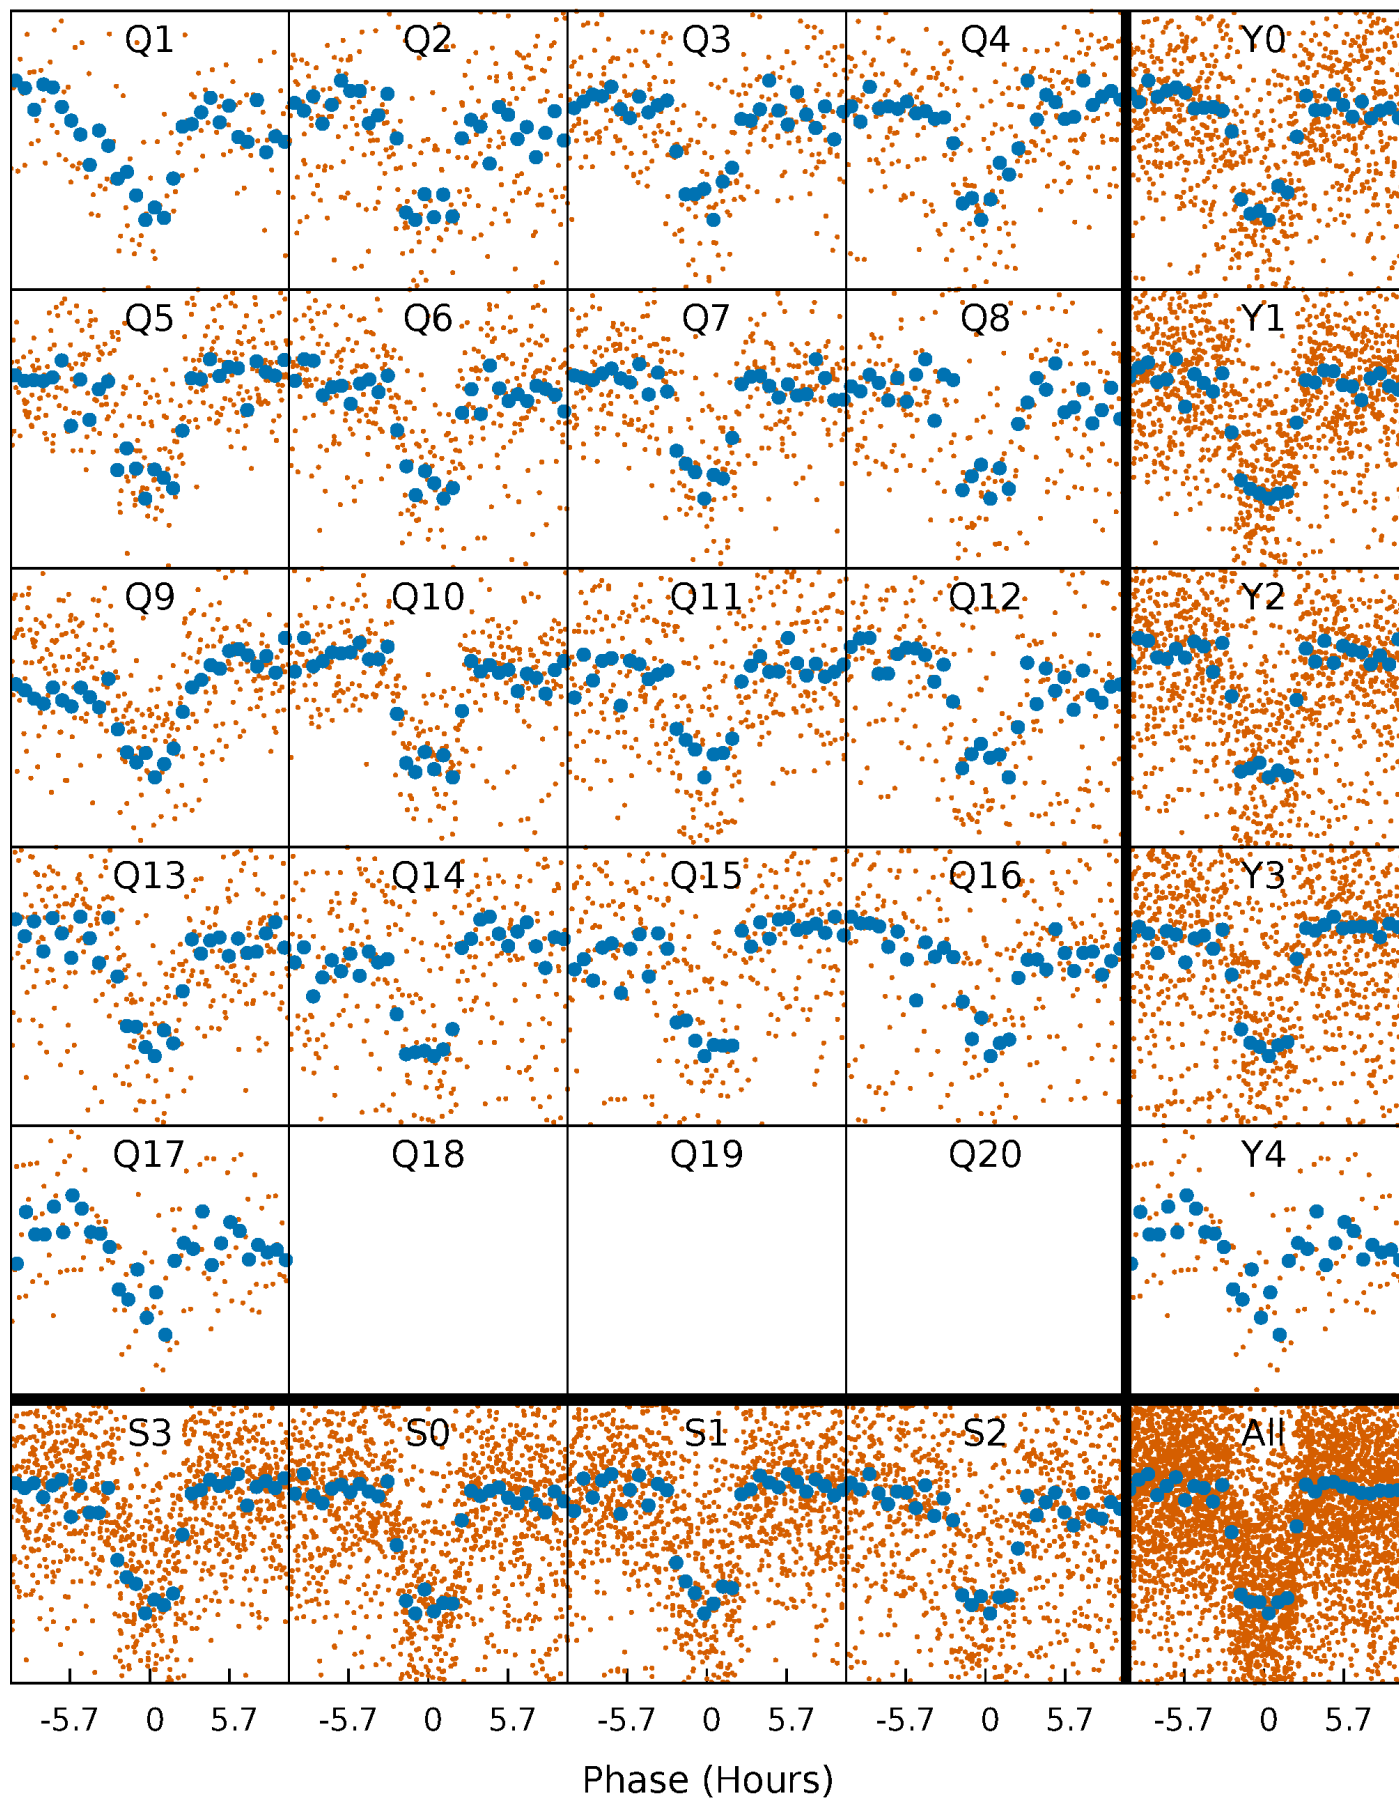 Q1 Q2 Q3 Q4 Y0
Q5 Q6 Q7 Q8 Y1
Q9 Q10 Q11 Q12 Y2
Q13 Q14 Q15 Q16 Y3
Q17 Q18 Q19 Q20 Y4
S3 S0 S1 S2 All
-5.7 0 5.7 -5.7 0 5.7 -5.7 0 5.7 -5.7 0 5.7 -5.7 0 5.7
Phase (Hours)